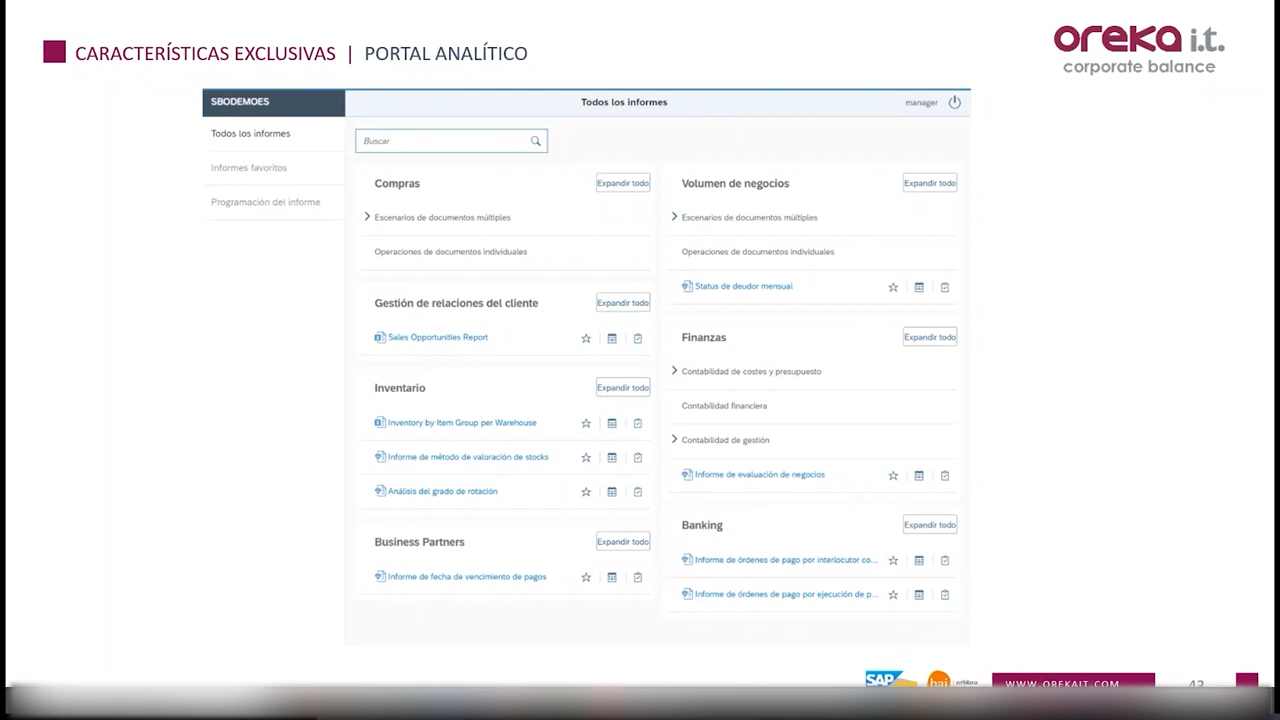 CARACTERÍSTICAS EXCLUSIVAS | PORTAL ANALÍTICO
oreka i.t.
corporate balance
SBODEMOES
Todos los informes
manager
Todos los informes
Informes favoritos
Programación del informe
Buscar
Compras
Expandir todo
Escenarios de documentos múltiples
Operaciones de documentos individuales
Gestión de relaciones del cliente
Expandir todo
Sales Opportunities Report
Inventario
Expandir todo
Inventory by Item Group per Warehouse
Informe de método de valoración de stocks
Análisis del grado de rotación
Business Partners
Expandir todo
Informe de fecha de vencimiento de pagos
Volumen de negocios
Expandir todo
Escenarios de documentos múltiples
Operaciones de documentos individuales
Status de deudor mensual
Finanzas
Expandir todo
Contabilidad de costes y presupuesto
Contabilidad financiera
Contabilidad de gestión
Informe de evaluación de negocios
Banking
Expandir todo
Informe de órdenes de pago por interlocutor co...
Informe de órdenes de pago por ejecución de p...
SAP
bai
WWW.OREKAIT.COM